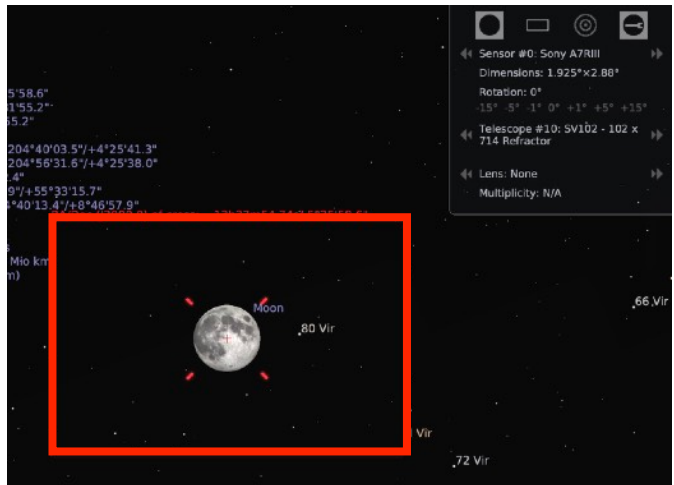 Sensor #0: Sony A7RIII
Dimensions: 1.925°×2.88°
Rotation: 0°
-15° -5° -1° 0° +1° +5° +15°
Telescope #10: SV102 - 102 x
714 Refractor
Lens: None
Multiplicity: N/A
5'58.6"
1'55.2"
55.2"
204°40'03.5"/+4°25'41.3"
204°56'31.6"/+4°25'38.0"
.4"
9"/+55°33'15.7"
°40'13.4"/+8°46'57.9"
s
Mio km
m)
Moon
80 Vir
66 Vir
Vir
72 Vir